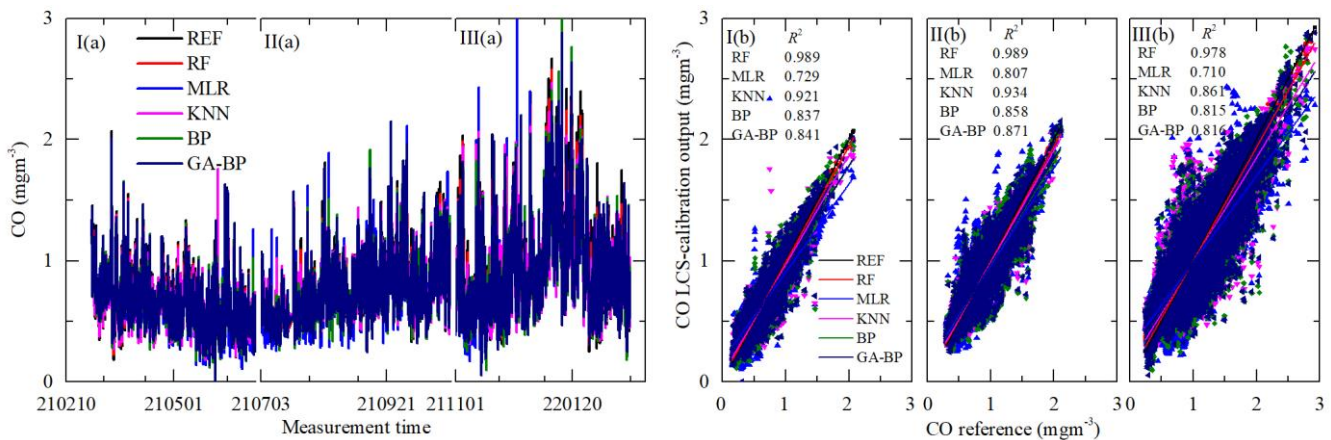 CO (mgm-3)
3
2
1
0
I(a)
REF
RF
MLR
KNN
BP
GA-BP
II(a)
III(a)
210210
210501
210703
210921
211101
220120
Measurement time
CO LCS-calibration output (mgm-3)
3
2
1
0
I(b)
R2
RF 0.989
MLR 0.729
KNN 0.921
BP 0.837
GA-BP 0.841
REF
RF
MLR
KNN
BP
GA-BP
II(b)
R2
RF 0.989
MLR 0.807
KNN 0.934
BP 0.858
GA-BP 0.871
III(b)
R2
RF 0.978
MLR 0.710
KNN 0.861
BP 0.815
GA-BP 0.816
0 1 2 3 0 1 2 3 0 1 2 3
CO reference (mgm-3)